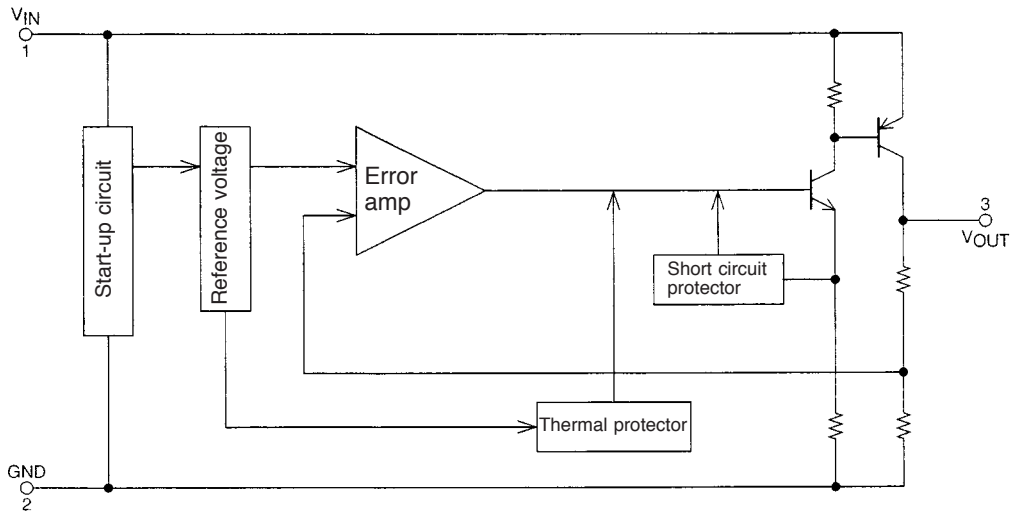 VIN
1
Start-up circuit
Reference voltage
Error
amp
Short circuit
protector
3
VOUT
Thermal protector
GND
2